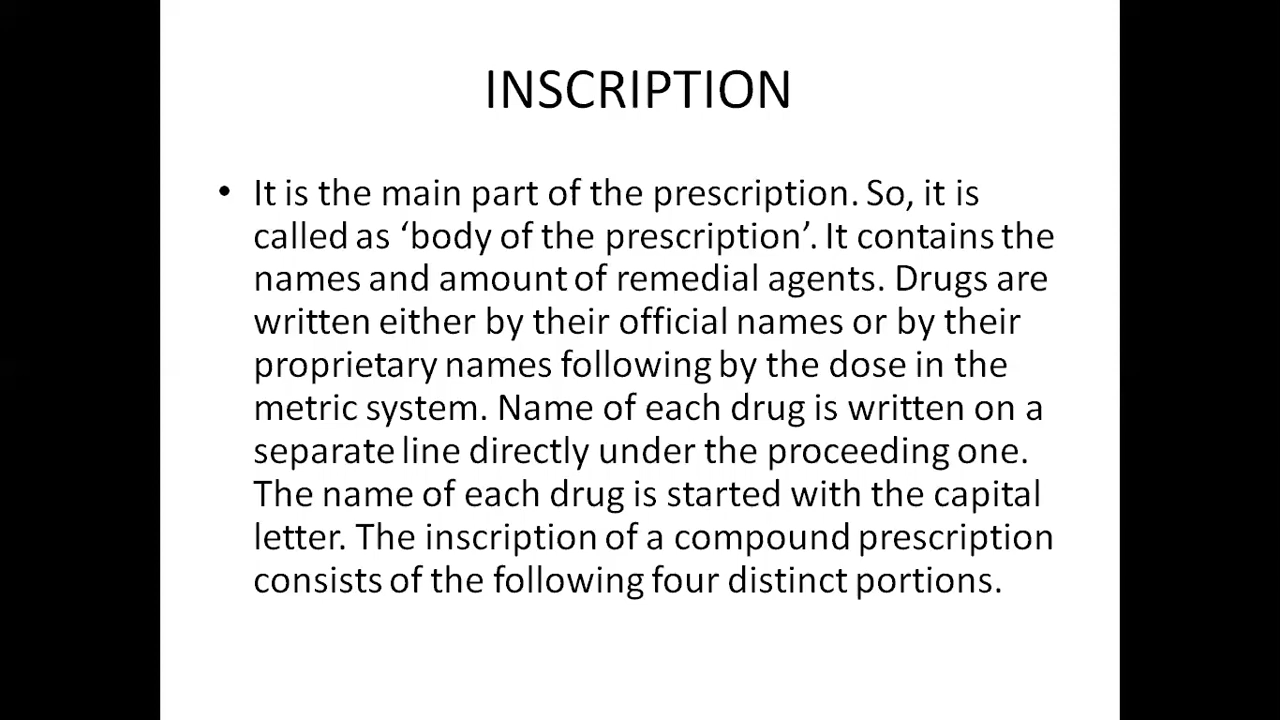 INSCRIPTION
• It is the main part of the prescription. So, it is
called as ‘body of the prescription’. It contains the
names and amount of remedial agents. Drugs are
written either by their official names or by their
proprietary names following by the dose in the
metric system. Name of each drug is written on a
separate line directly under the proceeding one.
The name of each drug is started with the capital
letter. The inscription of a compound prescription
consists of the following four distinct portions.